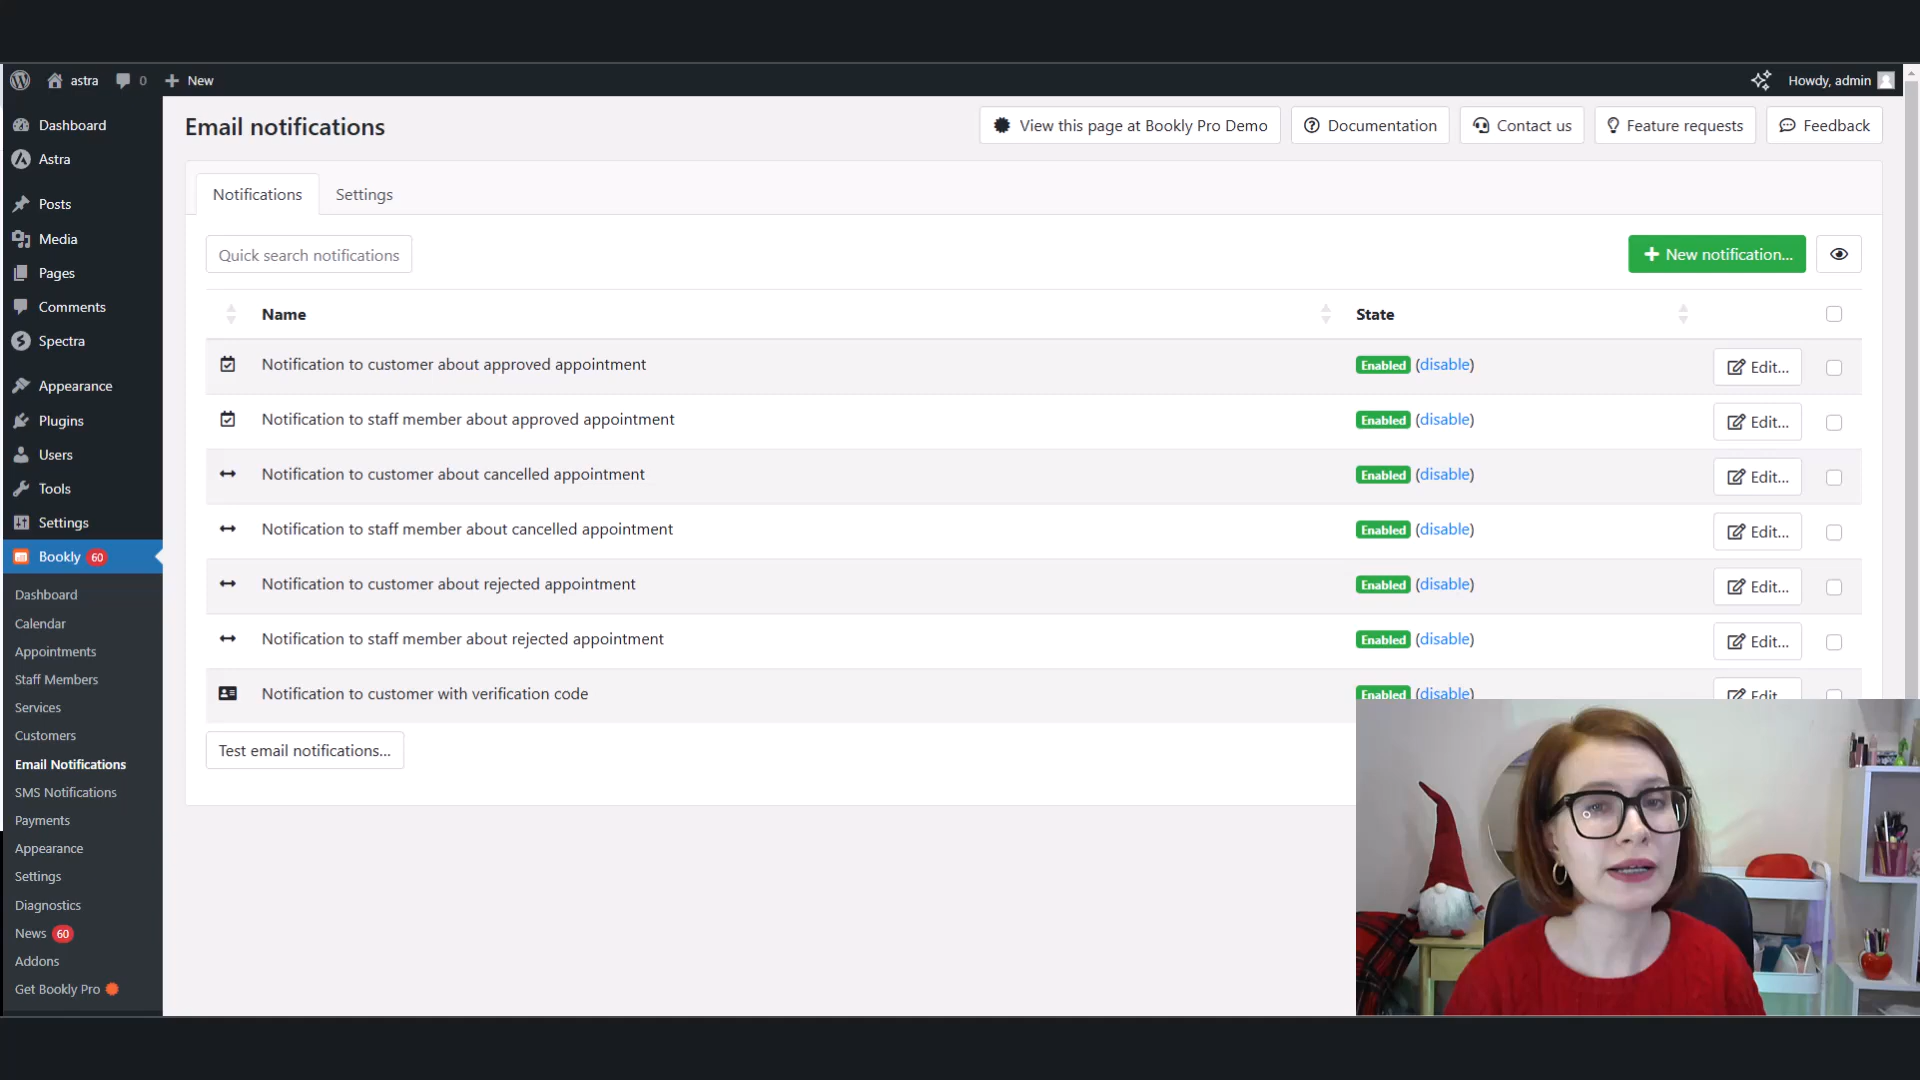 astra
0
New
Howdy, admin
Dashboard
Astra
Posts
Media
Pages
Comments
Spectra
Appearance
Plugins
Users
Tools
Settings
Bookly 60
Dashboard
Calendar
Appointments
Staff Members
Services
Customers
Email Notifications
SMS Notifications
Payments
Appearance
Settings
Diagnostics
News 60
Addons
Get Bookly Pro
Email notifications
View this page at Bookly Pro Demo
Documentation
Contact us
Feature requests
Feedback
Notifications
Settings
Quick search notifications
New notification...
Name
State
Notification to customer about approved appointment
Enabled (disable)
Edit...
Notification to staff member about approved appointment
Enabled (disable)
Edit...
Notification to customer about cancelled appointment
Enabled (disable)
Edit...
Notification to staff member about cancelled appointment
Enabled (disable)
Edit...
Notification to customer about rejected appointment
Enabled (disable)
Edit...
Notification to staff member about rejected appointment
Enabled (disable)
Edit...
Notification to customer with verification code
Enabled (disable)
Edit...
Test email notifications...